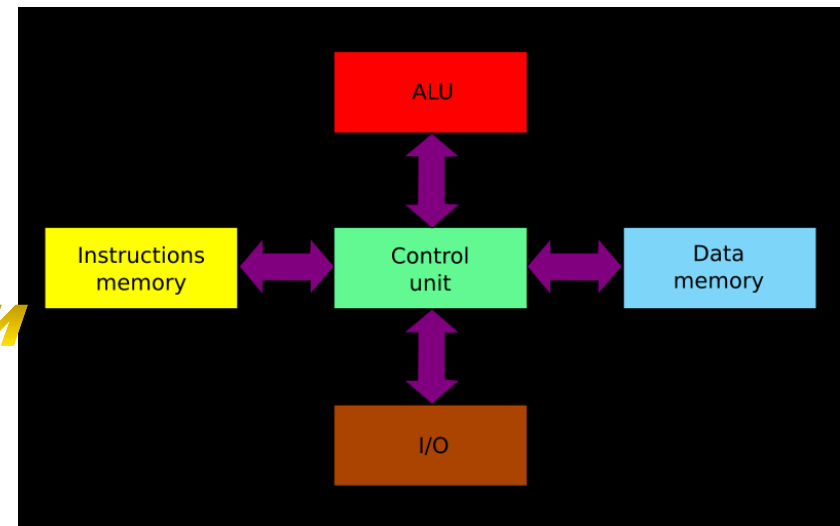 ALU
Instructions
memory
Control
unit
Data
memory
I/O